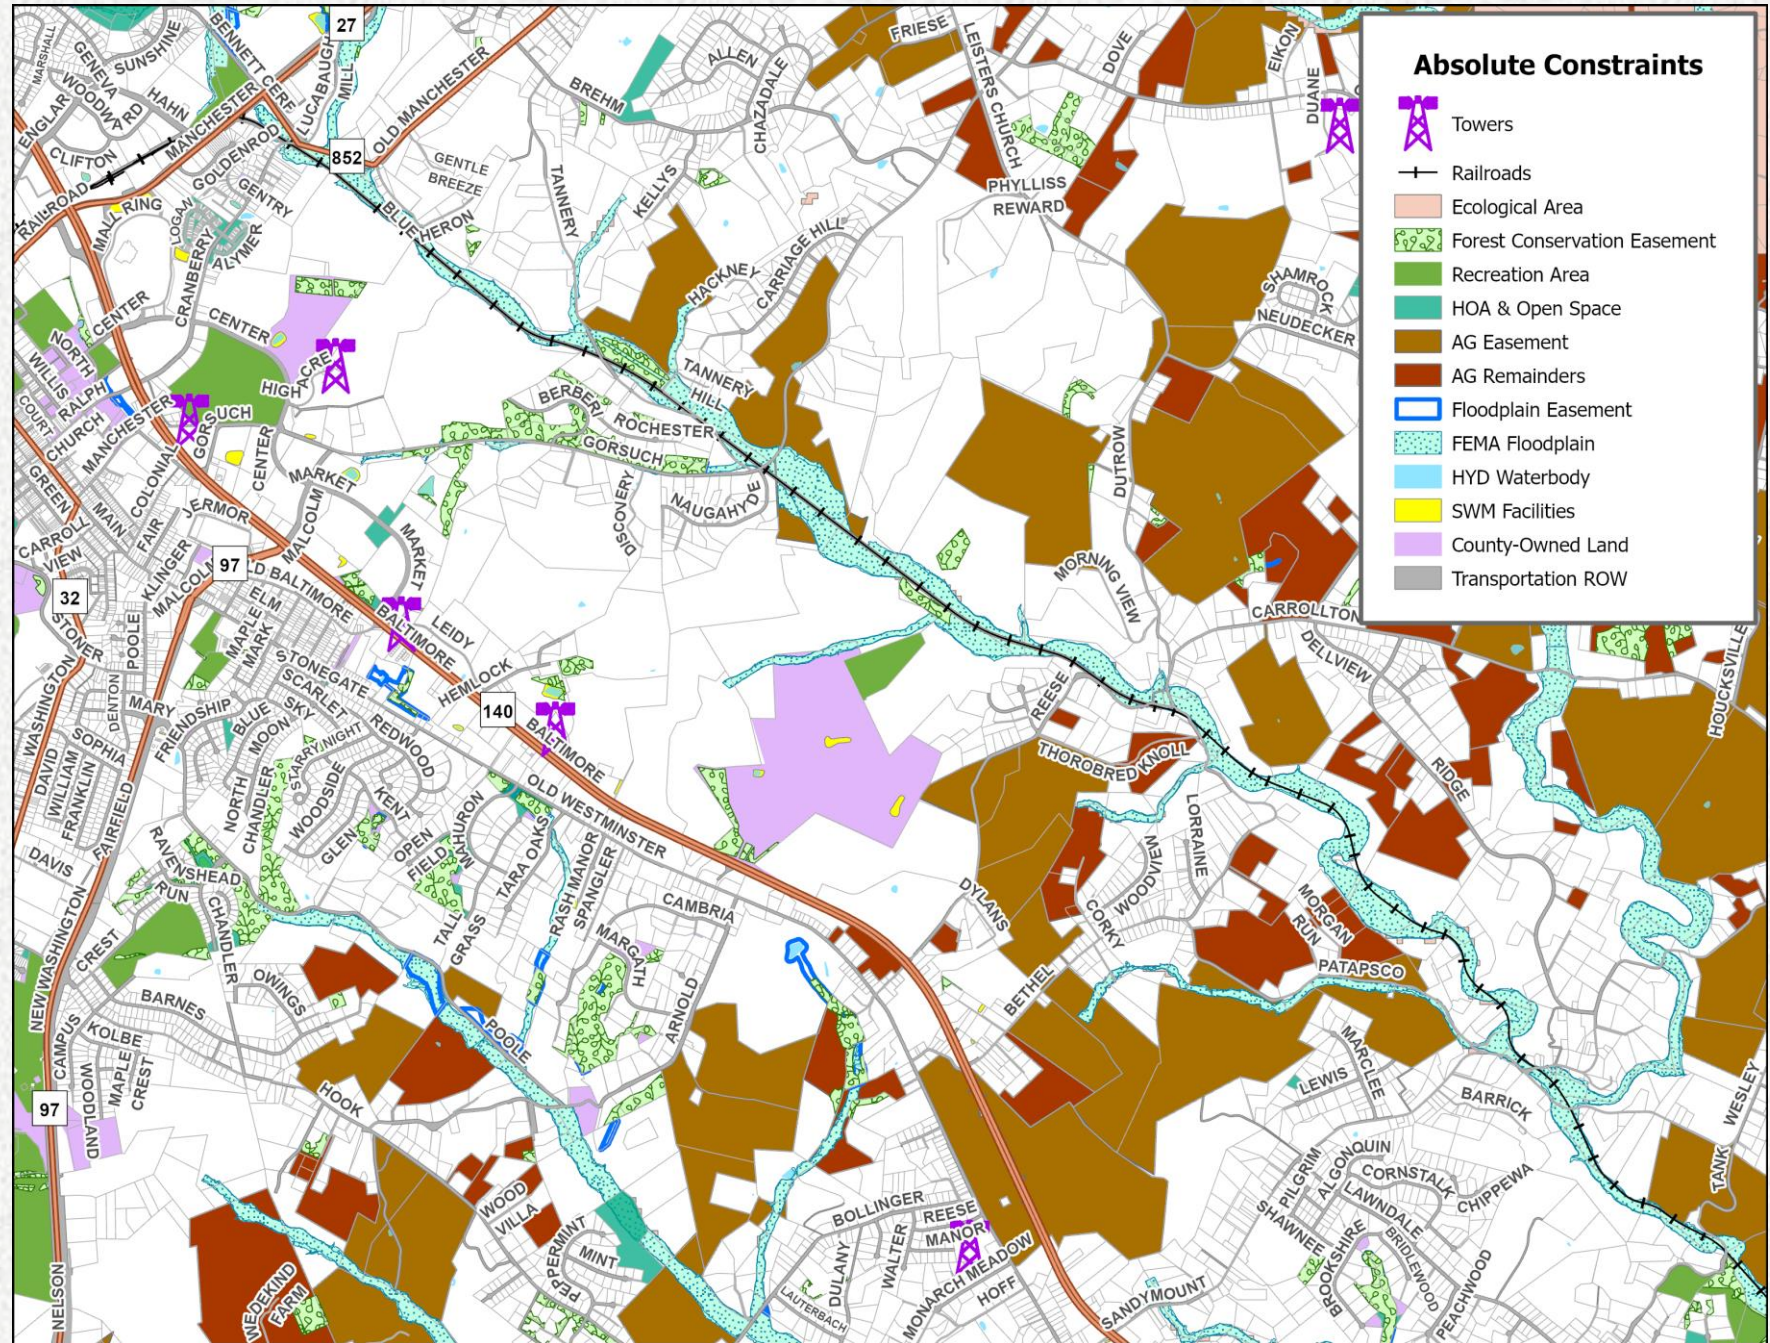 Absolute Constraints
Towers
Railroads
Ecological Area
Forest Conservation Easement
Recreation Area
HOA & Open Space
AG Easement
AG Remainders
Floodplain Easement
FEMA Floodplain
HYD Waterbody
SWM Facilities
County-Owned Land
Transportation ROW
27
852
97
32
140
97
MARSHALL
GENEVA
SUNSHINE
WOODWARD
HAHN
ENGLAR
CLIFTON
RAILROAD
MANCHESTER
BENNETT CERF
LUCABAUGH
MILL
OLD MANCHESTER
GOLDENROD
GENTRY
LOGAN
CRANBERRY
ALYMER
MALL RING
GENTLE
BREEZE
BLUE HERON
TANNERY
KELLYS
BREHM
ALLEN
CHAZADALE
FRIESE
LEISTERS CHURCH
DOVE
EIKON
DUANE
PHYLLISS
REWARD
SHAMROCK
NEUDECKER
HACKNEY
CARRIAGE HILL
CENTER
CENTER
NORTH
WILLIS
RALPH
COURT
CHURCH
MANCHESTER
GREEN
COLONIAL
GORSUCH
HIGH
ACRE
CENTER
MARKET
MALCOLM
MARKET
JERMOR
MAIN
FAIR
CARROLL
VIEW
KLINGER
MALCOLM
OLD BALTIMORE
ELM
MAPLE
MARK
BALTIMORE
LEIDY
HEMLOCK
BALTIMORE
BERBERI
ROCHESTER
GORSUCH
TANNERY
HILL
DISCOVERY
NAUGAHYDE
DUTROW
MORNING VIEW
CARROLLTON
DELLVIEW
HOUCKSVILLE
RIDGE
REESE
THOROBRED KNOLL
LORRAINE
WOODVIEW
CORKY
DYLANS
BETHEL
MORGAN
RUN
PATAPSCO
STONER
WASHINGTON
POOLE
DENTON
MARY
SOPHIA
DAVID
WILLIAM
FRANKLIN
FAIRFIELD
DAVIS
FRIENDSHIP
BLUE
STONEGATE
SCARLET
SKY
STARRY NIGHT
REDWOOD
MOON
NORTH
CHANDLER
WOODSIDE
KENT
GLEN
OPEN
FIELD
MAHURON
TARA OAKS
TALL
GRASS
RASH MANOR
SPANGLER
OLD WESTMINSTER
CAMBRIA
MARGATH
ARNOLD
RAVENSHEAD
RUN
CHANDLER
CREST
OWINGS
BARNES
KOLBE
NEW WASHINGTON
CAMPUS
WOODLAND
MAPLE
CREST
HOOK
POOLE
WOOD
VILLA
PEPPERMINT
MINT
WELDEKIND
FARM
NELSON
BOLLINGER
REESE
MANOR
DULANY
WALTER
LAUTERBACH
MONARCH MEADOW
HOFF
SANDYMOUNT
MARCLEE
LEWIS
BARRICK
PILGRIM
ALGONQUIN
CORNSTALK
CHIPPEWA
LAWNDALE
SHAWNEE
BROOKSHIRE
BRIDLEWOOD
PEACHWOOD
TANK
WESLEY